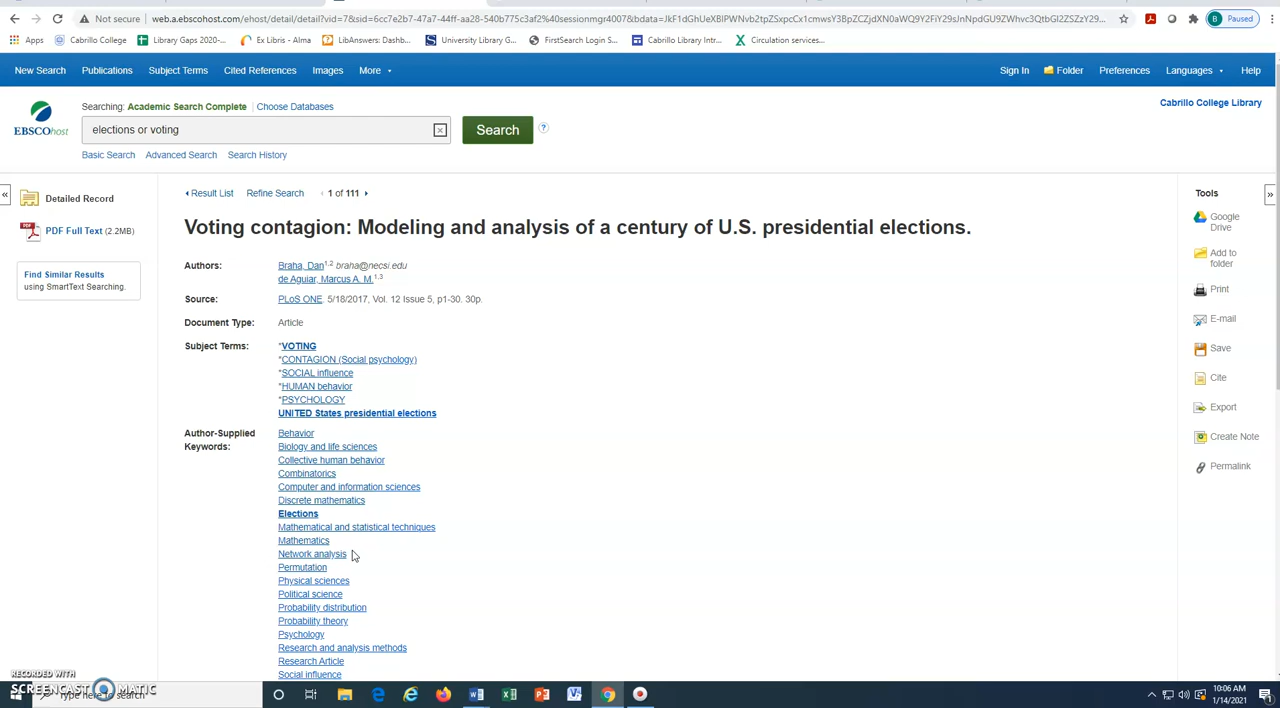 Not secure | web.a.ebscohost.com/ehost/detail/detail?vid=7&sid=6cc7e2b7-47a7-44ff-aa28-540b775c3af2%40sessionmgr4007&bdata=
B Paused
Apps Cabrillo College Library Gaps 2020-... Ex Libris - Alma LibAnswers: Dashb... University Library G... FirstSearch Login S... Cabrillo Library Intr... Circulation services...
New Search Publications Subject Terms Cited References Images More Sign In Folder Preferences Languages Help
Searching: Academic Search Complete Choose Databases
Cabrillo College Library
EBSCOhost
elections or voting
Search ?
Basic Search Advanced Search Search History
« Detailed Record
PDF Full Text (2.2MB)
Find Similar Results
using SmartText Searching.
Result List Refine Search 1 of 111
Voting contagion: Modeling and analysis of a century of U.S. presidential elections.
Authors: Braha, Dan1,2 braha@necsi.edu
de Aguiar, Marcus A. M.1,3
Source: PLoS ONE. 5/18/2017, Vol. 12 Issue 5, p1-30. 30p.
Document Type: Article
Subject Terms: *VOTING
*CONTAGION (Social psychology)
*SOCIAL influence
*HUMAN behavior
*PSYCHOLOGY
UNITED States presidential elections
Author-Supplied Keywords: Behavior
Biology and life sciences
Collective human behavior
Combinatorics
Computer and information sciences
Discrete mathematics
Elections
Mathematical and statistical techniques
Mathematics
Network analysis
Permutation
Physical sciences
Political science
Probability distribution
Probability theory
Psychology
Research and analysis methods
Research Article
Social influence
Tools »
Google Drive
Add to folder
Print
E-mail
Save
Cite
Export
Create Note
Permalink
RECORDED WITH
SCREENCAST MATIC
Type here to search
10:06 AM
1/14/2021